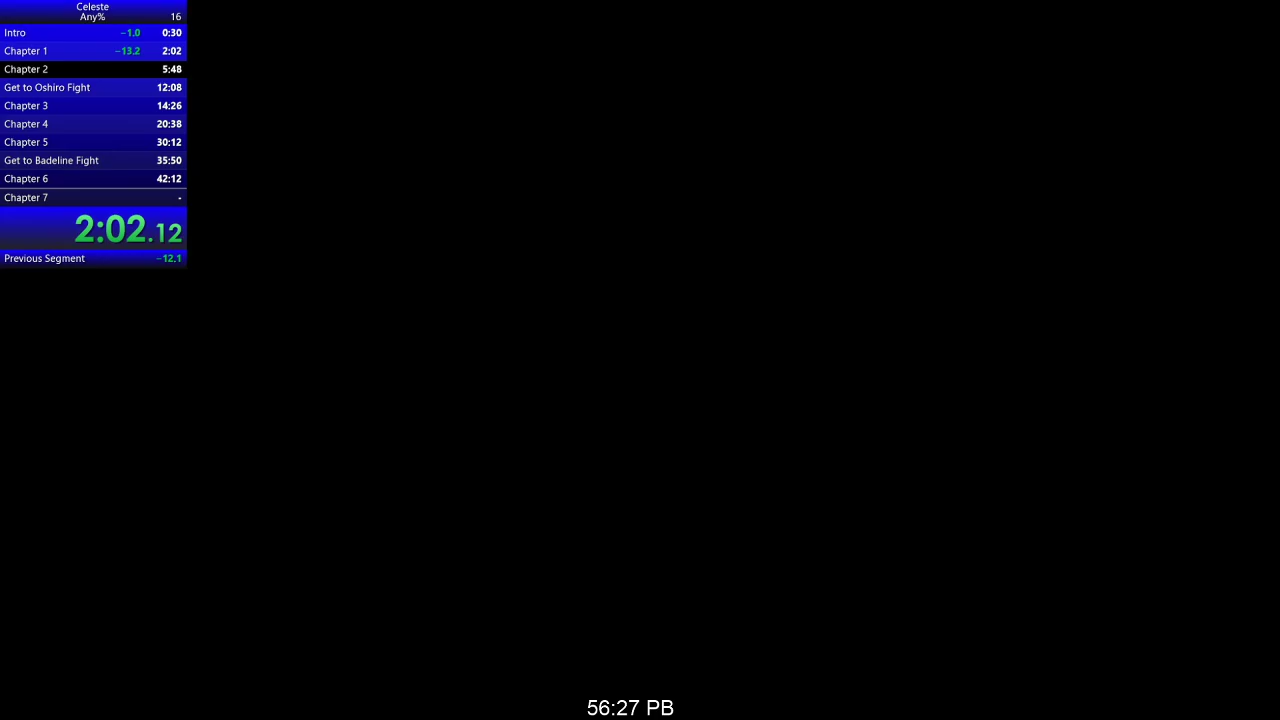 Celeste
Any% 16
Intro −1.0 0:30
Chapter 1 −13.2 2:02
Chapter 2 5:48
Get to Oshiro Fight 12:08
Chapter 3 14:26
Chapter 4 20:38
Chapter 5 30:12
Get to Badeline Fight 35:50
Chapter 6 42:12
Chapter 7 -
2:02.12
Previous Segment −12.1
56:27 PB